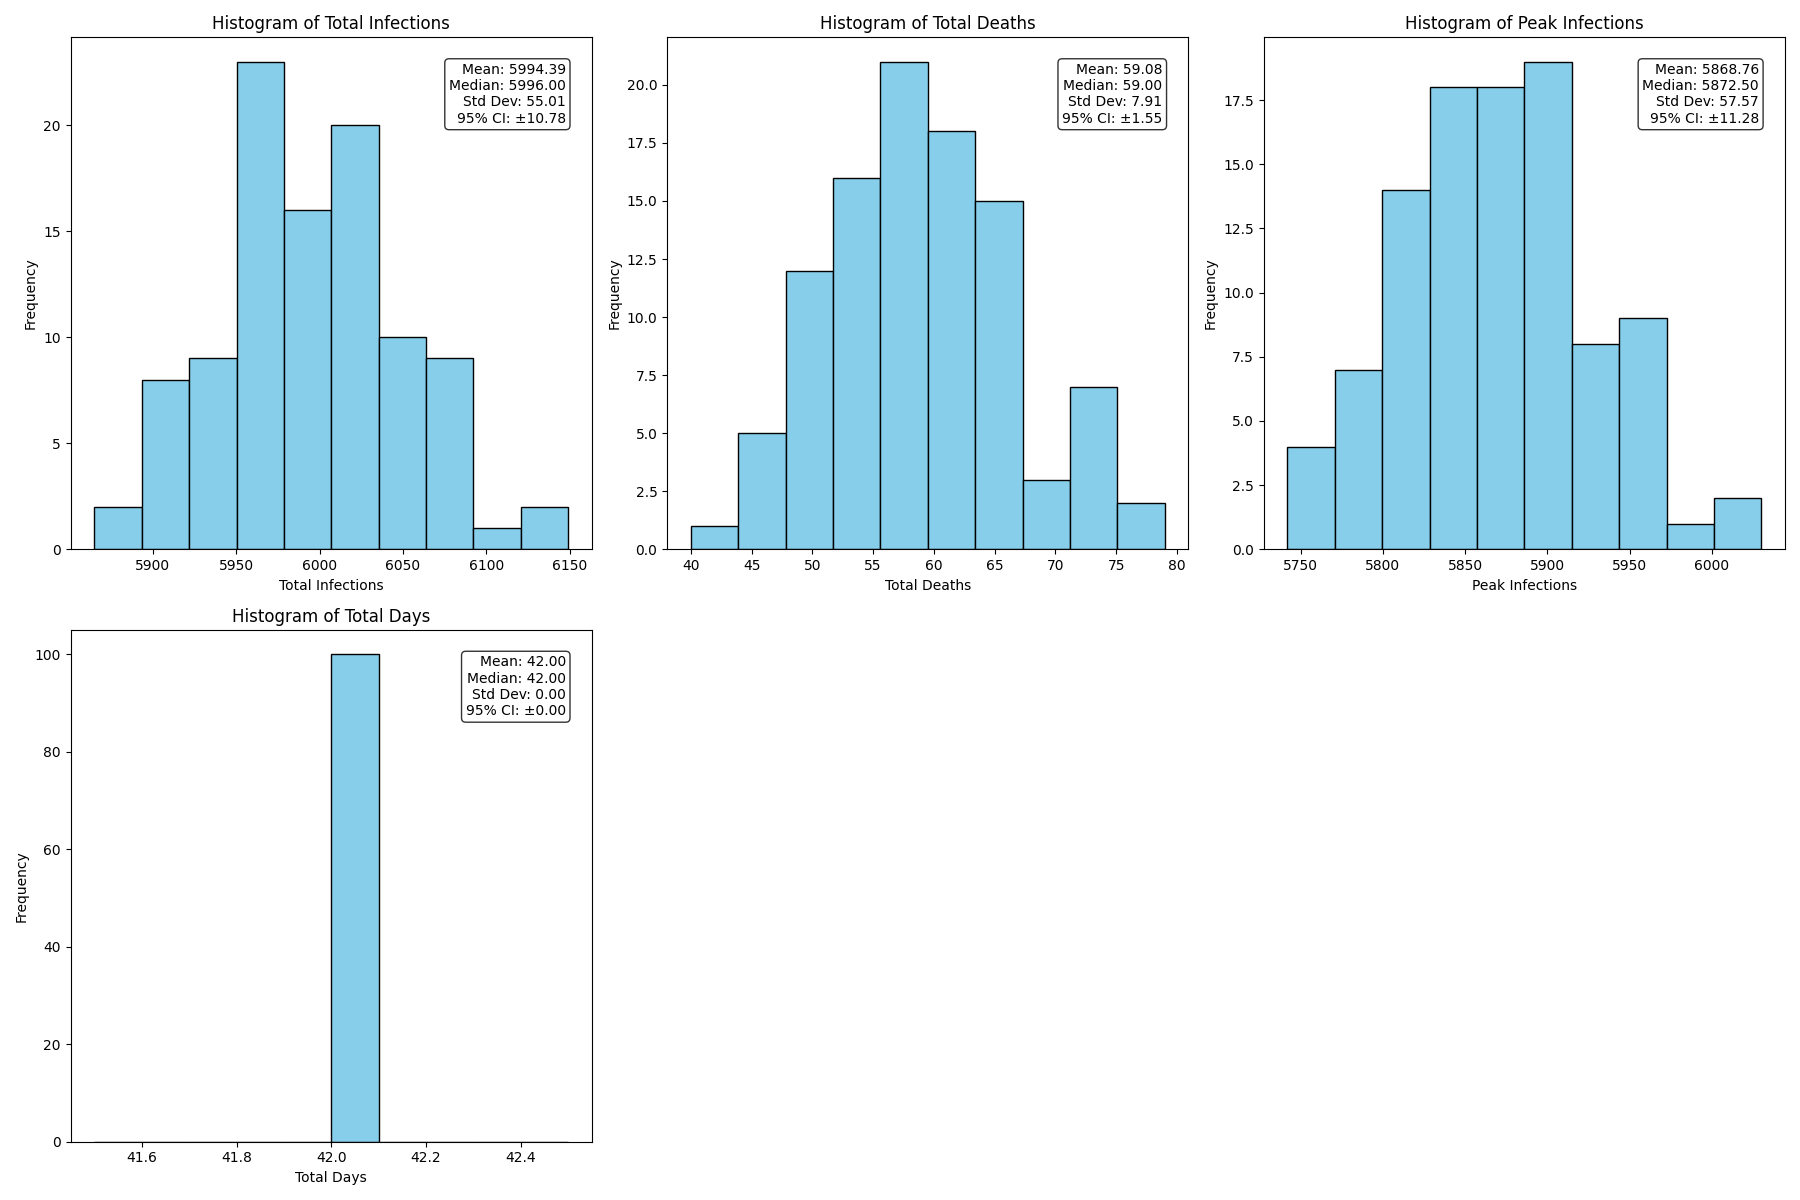 Histogram of Total Infections
Mean: 5994.39
Median: 5996.00
Std Dev: 55.01
95% CI: ±10.78
20
15
10
5
0
Frequency
5900 5950 6000 6050 6100 6150
Total Infections
Histogram of Total Deaths
Mean: 59.08
Median: 59.00
Std Dev: 7.91
95% CI: ±1.55
20.0
17.5
15.0
12.5
10.0
7.5
5.0
2.5
0.0
Frequency
40 45 50 55 60 65 70 75 80
Total Deaths
Histogram of Peak Infections
Mean: 5868.76
Median: 5872.50
Std Dev: 57.57
95% CI: ±11.28
17.5
15.0
12.5
10.0
7.5
5.0
2.5
0.0
Frequency
5750 5800 5850 5900 5950 6000
Peak Infections
Histogram of Total Days
Mean: 42.00
Median: 42.00
Std Dev: 0.00
95% CI: ±0.00
100
80
60
40
20
0
Frequency
41.6 41.8 42.0 42.2 42.4
Total Days